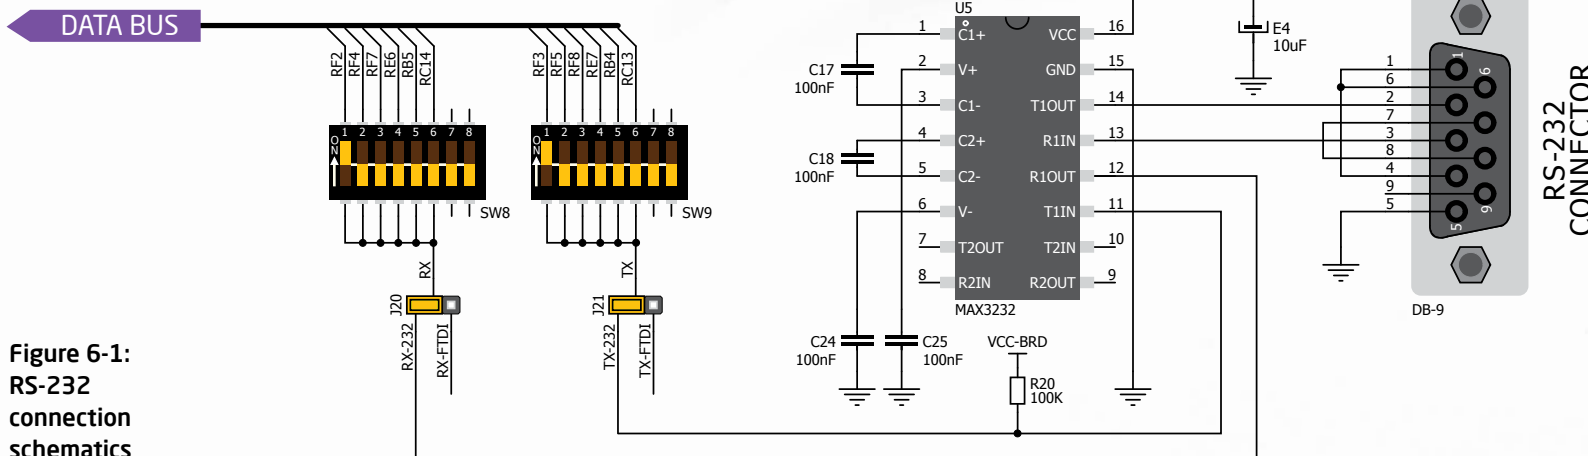 DATA BUS
RF2
RF4
RF7
RE6
RB5
RC14
RF3
RF5
RF8
RE7
RB4
RC13
1 2 3 4 5 6 7 8
ON
SW8
1 2 3 4 5 6 7 8
ON
SW9
RX
TX
J20
J21
RX-232
RX-FTDI
TX-232
TX-FTDI
Figure 6-1:
RS-232
connection
schematics
U5
1 C1+ VCC 16
2 V+ GND 15
3 C1- T1OUT 14
4 C2+ R1IN 13
5 C2- R1OUT 12
6 V- T1IN 11
7 T2OUT T2IN 10
8 R2IN R2OUT 9
MAX3232
C17
100nF
C18
100nF
C24
100nF
C25
100nF
VCC-BRD
R20
100K
E4
10uF
1
6
2
7
3
8
4
9
5
1
6
5
9
DB-9
RS-232
CONNECTOR